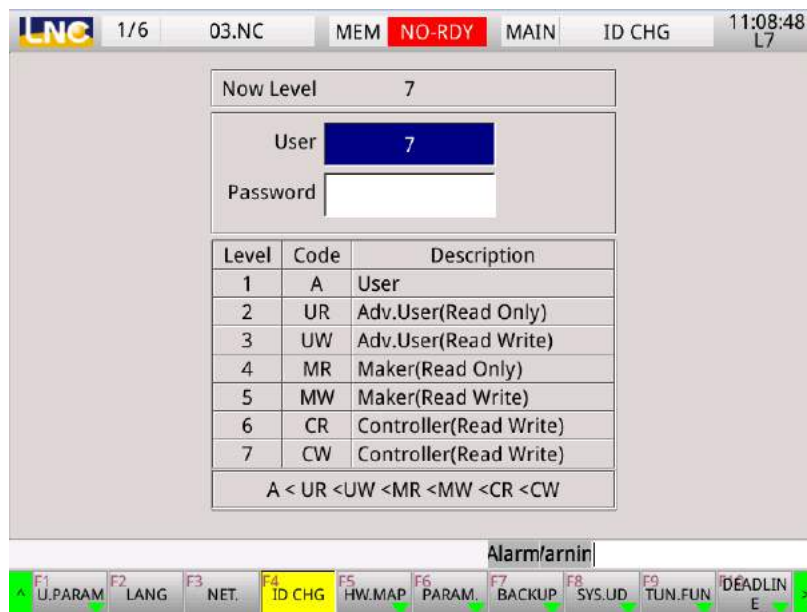 LNC 1/6 03.NC MEM NO-RDY MAIN ID CHG 11:08:48
L7
Now Level 7
User 7
Password
Level Code Description
1 A User
2 UR Adv.User(Read Only)
3 UW Adv.User(Read Write)
4 MR Maker(Read Only)
5 MW Maker(Read Write)
6 CR Controller(Read Write)
7 CW Controller(Read Write)
A < UR <UW <MR <MW <CR <CW
Alarm/arnin
F1 F2 F3 F4 F5 F6 F7 F8 F9
^ U.PARAM LANG NET. ID CHG HW.MAP PARAM. BACKUP SYS.UD TUN.FUN DEADLIN >
E